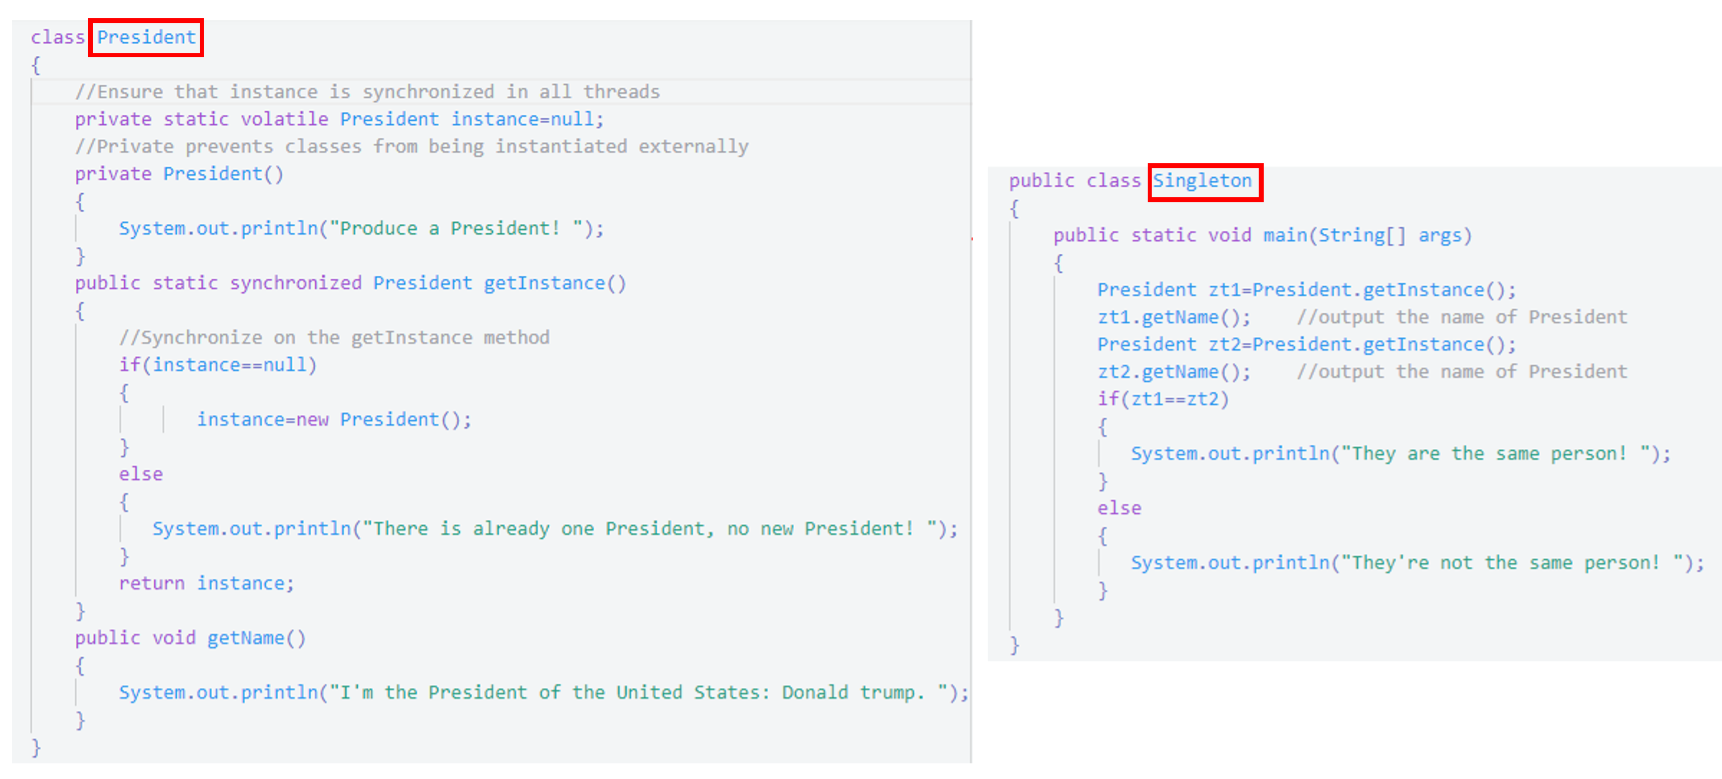 class President
{
//Ensure that instance is synchronized in all threads
private static volatile President instance=null;
//Private prevents classes from being instantiated externally
private President()
{
System.out.println("Produce a President! ");
}
public static synchronized President getInstance()
{
//Synchronize on the getInstance method
if(instance==null)
{
instance=new President();
}
else
{
System.out.println("There is already one President, no new President! ");
}
return instance;
}
public void getName()
{
System.out.println("I'm the President of the United States: Donald trump. ");
}
}
public class Singleton
{
public static void main(String[] args)
{
President zt1=President.getInstance();
zt1.getName();    //output the name of President
President zt2=President.getInstance();
zt2.getName();    //output the name of President
if(zt1==zt2)
{
System.out.println("They are the same person! ");
}
else
{
System.out.println("They're not the same person! ");
}
}
}